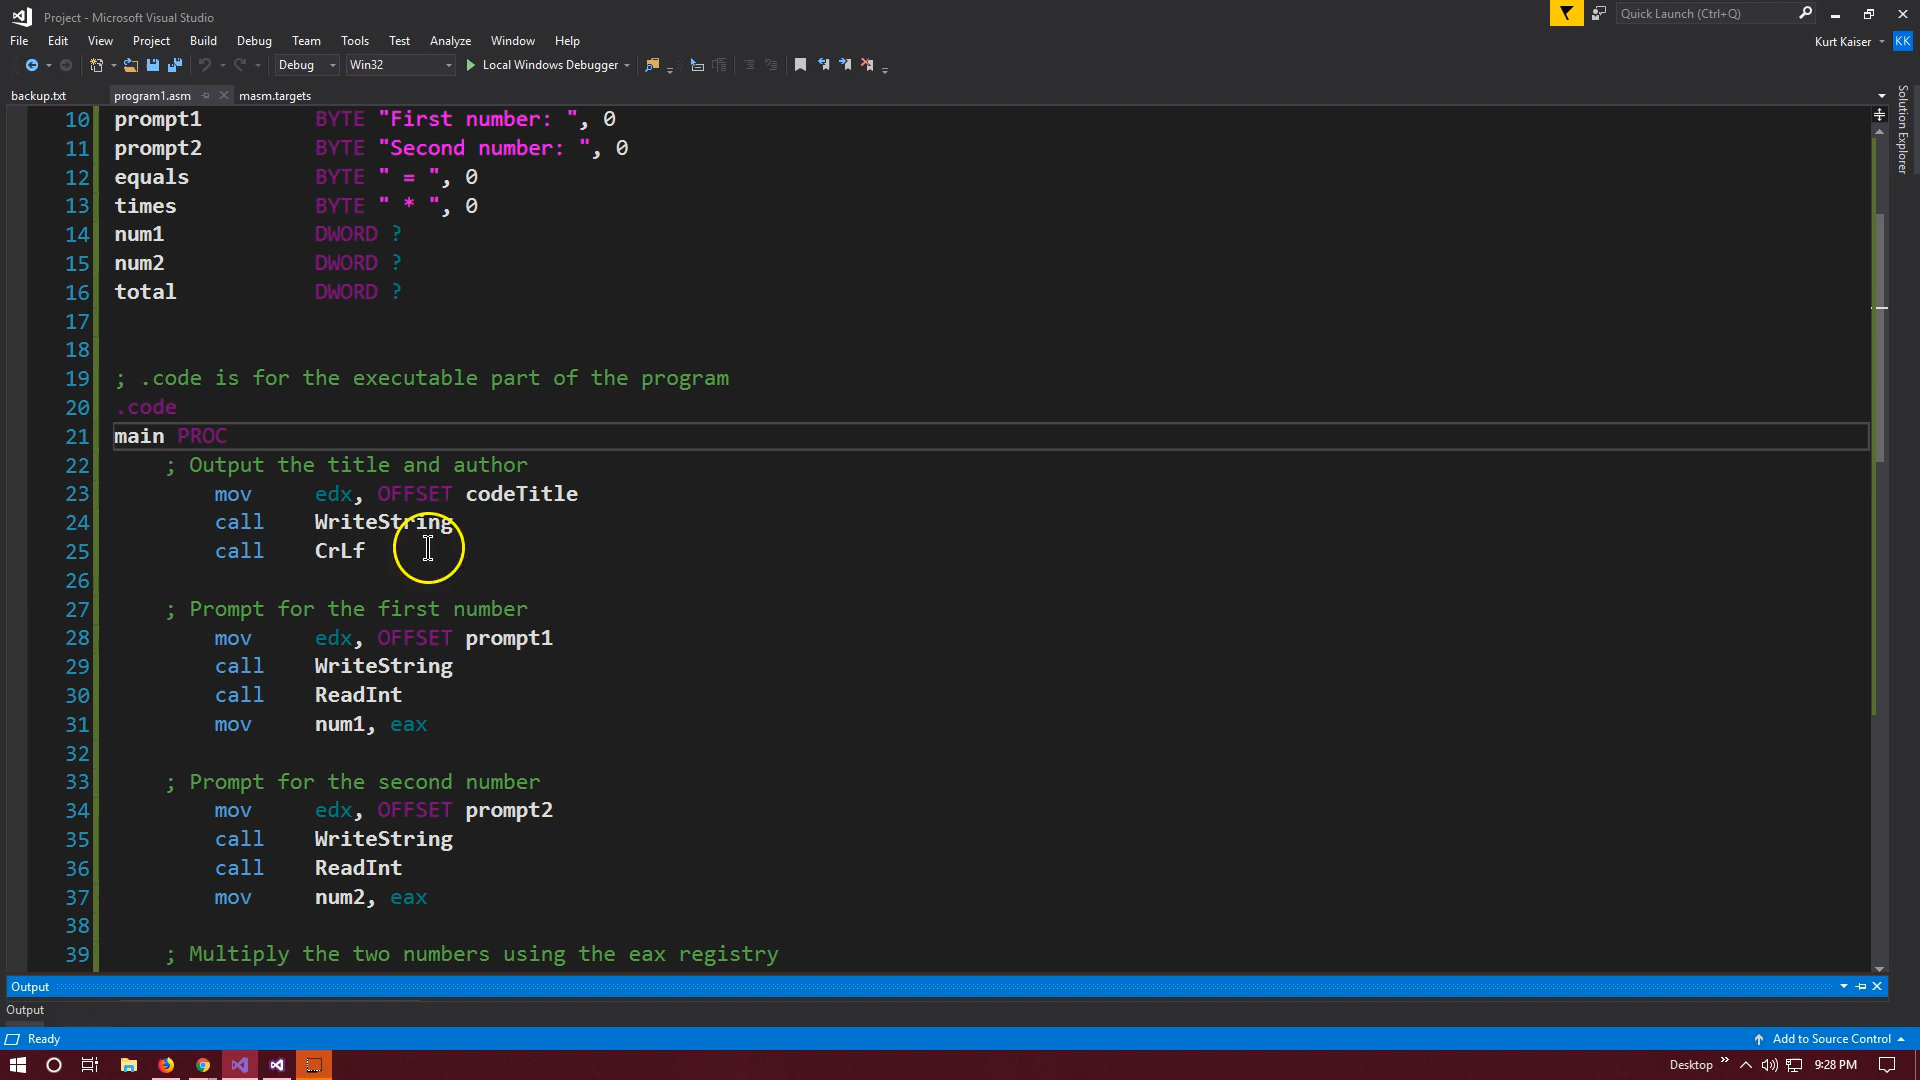 Project - Microsoft Visual Studio
Quick Launch (Ctrl+Q)
File Edit View Project Build Debug Team Tools Test Analyze Window Help
Kurt Kaiser KK
Debug Win32 Local Windows Debugger
backup.txt program1.asm masm.targets
Solution Explorer
10 prompt1 BYTE "First number: ", 0
11 prompt2 BYTE "Second number: ", 0
12 equals BYTE " = ", 0
13 times BYTE " * ", 0
14 num1 DWORD ?
15 num2 DWORD ?
16 total DWORD ?
17
18
19 ; .code is for the executable part of the program
20 .code
21 main PROC
22 ; Output the title and author
23 mov edx, OFFSET codeTitle
24 call WriteString
25 call CrLf
26
27 ; Prompt for the first number
28 mov edx, OFFSET prompt1
29 call WriteString
30 call ReadInt
31 mov num1, eax
32
33 ; Prompt for the second number
34 mov edx, OFFSET prompt2
35 call WriteString
36 call ReadInt
37 mov num2, eax
38
39 ; Multiply the two numbers using the eax registry
Output
Output
Ready
Add to Source Control
Desktop
9:28 PM